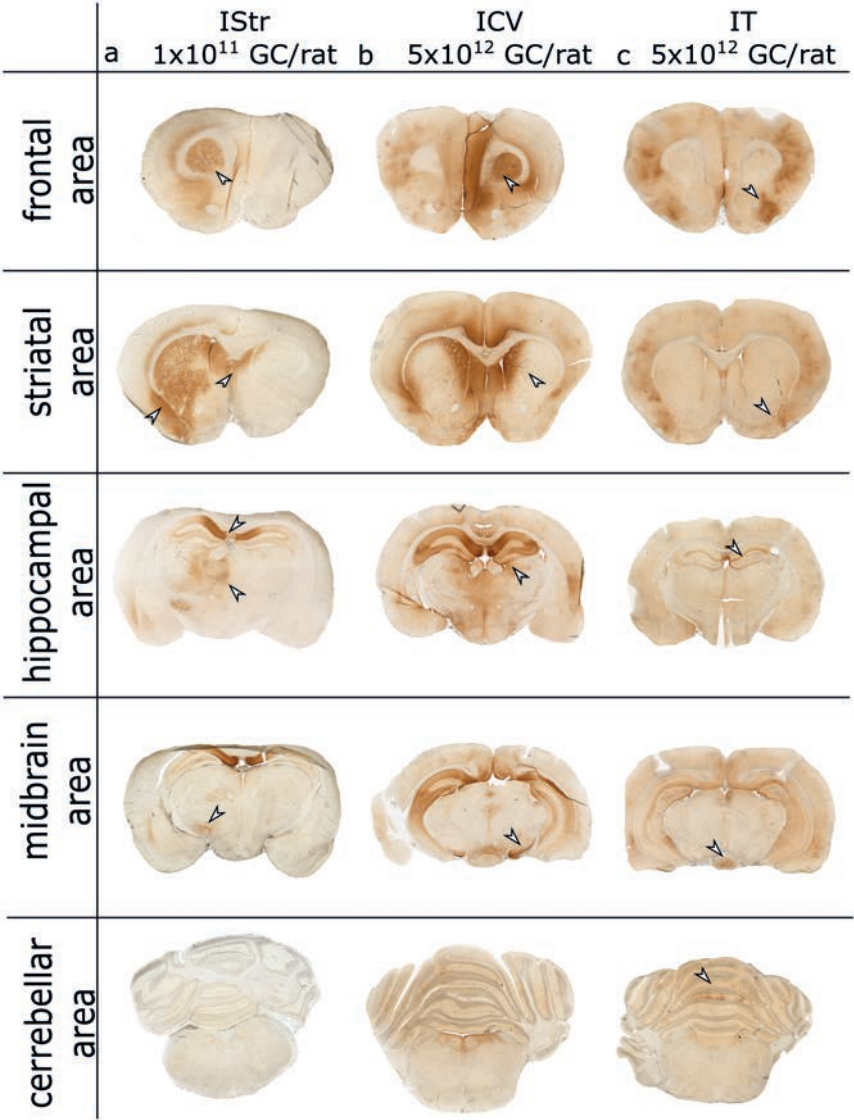 IStr
ICV
IT
a
1x10¹¹ GC/rat
b
5x10¹² GC/rat
c
5x10¹² GC/rat
frontal
area
striatal
area
hippocampal
area
midbrain
area
cerrebellar
area